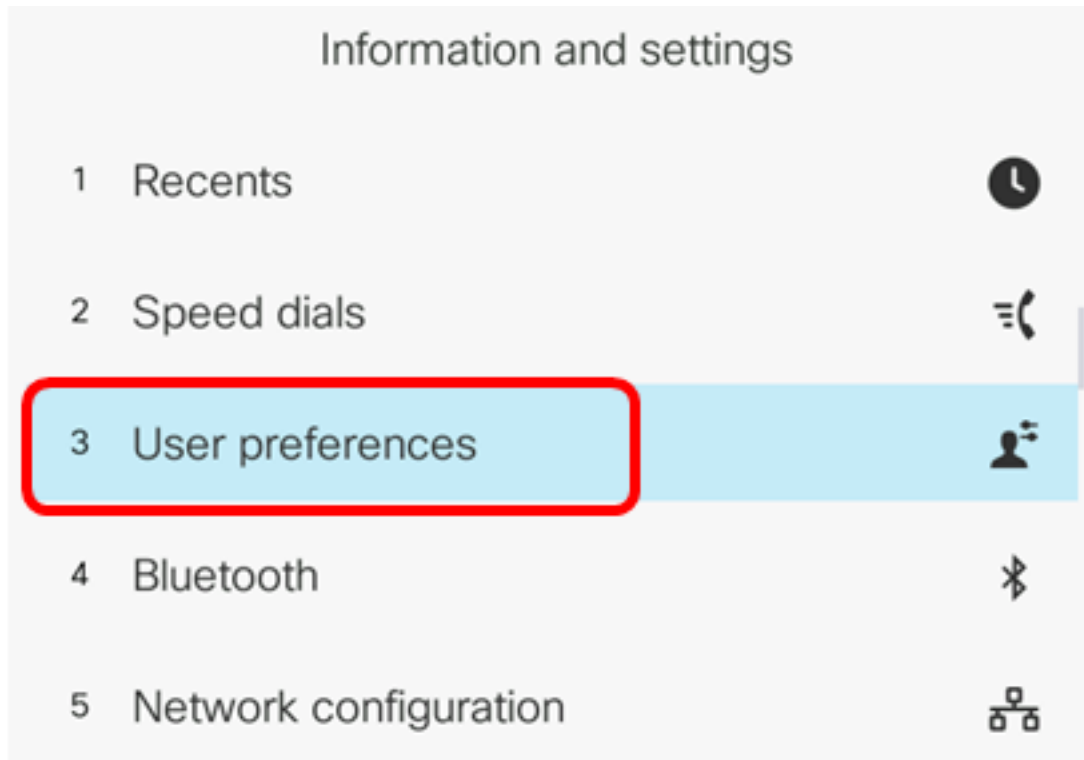 Information and settings
1 Recents
2 Speed dials
3 User preferences
4 Bluetooth
5 Network configuration